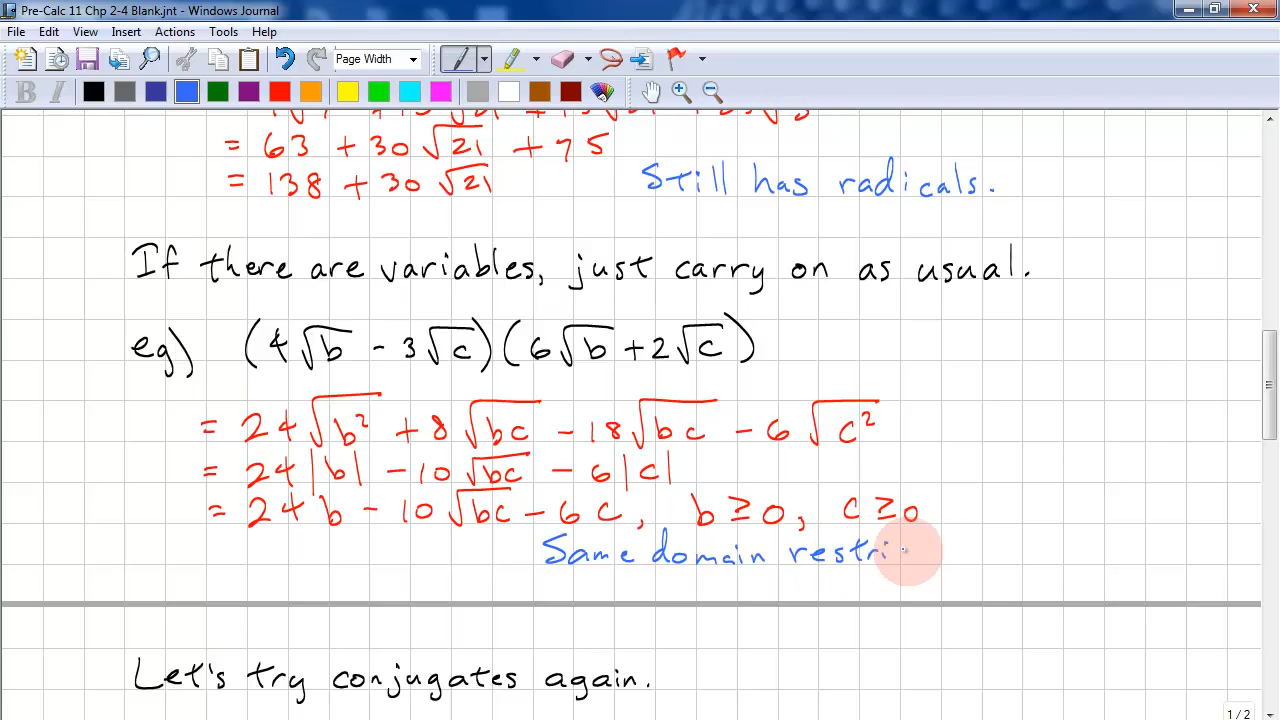 Pre-Calc 11 Chp 2-4 Blank.jnt - Windows Journal
File Edit View Insert Actions Tools Help
Page Width
B I
= 63 + 30 √21 + 75
= 138 + 30 √21
Still has radicals.
If there are variables, just carry on as usual.
eg) (4√b - 3√c)(6√b + 2√c)
= 24√b² + 8√bc - 18√bc - 6√c²
= 24|b| - 10√bc - 6|c|
= 24b - 10√bc - 6c, b ≥ 0, c ≥ 0
Same domain restri
Let's try conjugates again.
1 / 2